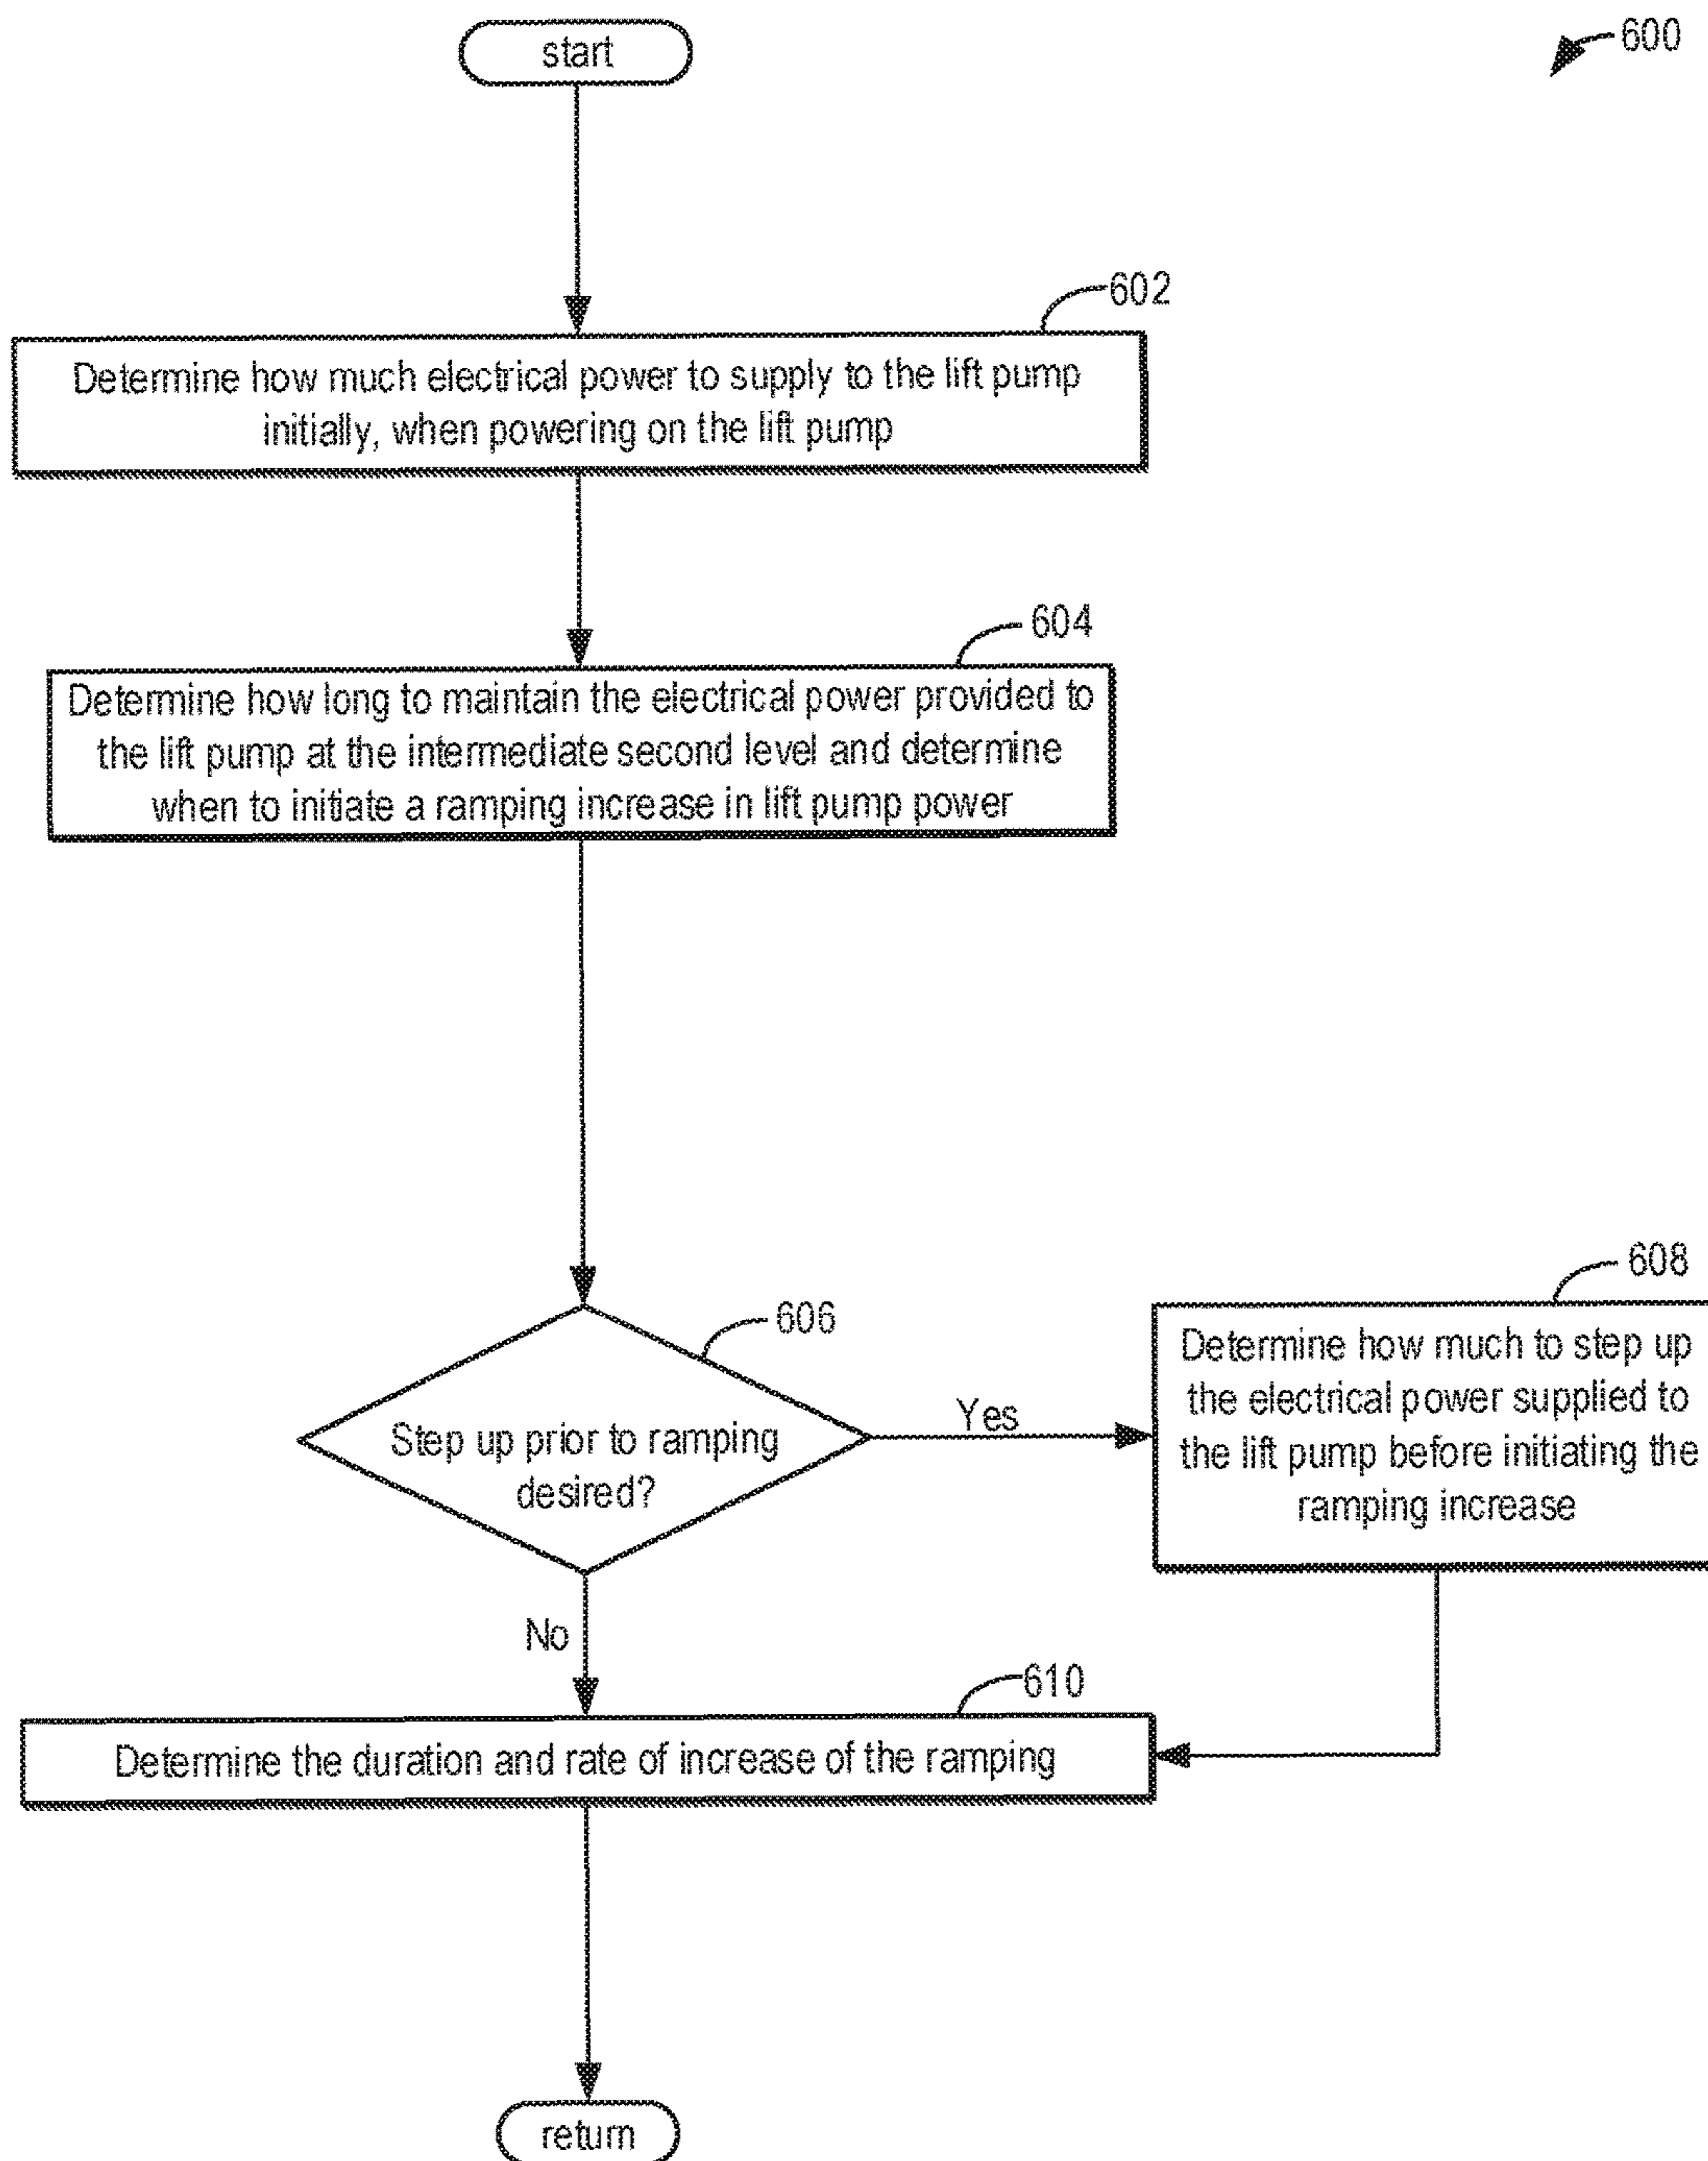 start
600
602
Determine how much electrical power to supply to the lift pump
initially, when powering on the lift pump
604
Determine how long to maintain the electrical power provided to
the lift pump at the intermediate second level and determine
when to initiate a ramping increase in lift pump power
606
Step up prior to ramping
desired?
Yes
608
Determine how much to step up
the electrical power supplied to
the lift pump before initiating the
ramping increase
No
610
Determine the duration and rate of increase of the ramping
return